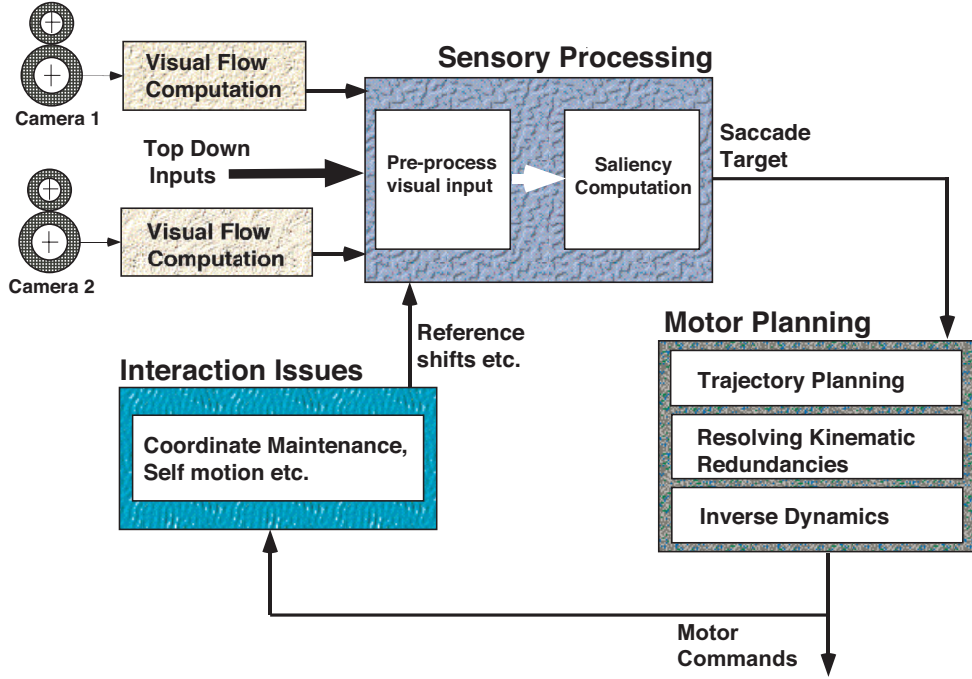 Sensory Processing
Visual Flow
Computation
Camera 1
Top Down
Inputs
Pre-process
visual input
Saliency
Computation
Saccade
Target
Visual Flow
Computation
Camera 2
Reference
shifts etc.
Motor Planning
Interaction Issues
Trajectory Planning
Coordinate Maintenance,
Self motion etc.
Resolving Kinematic
Redundancies
Inverse Dynamics
Motor
Commands